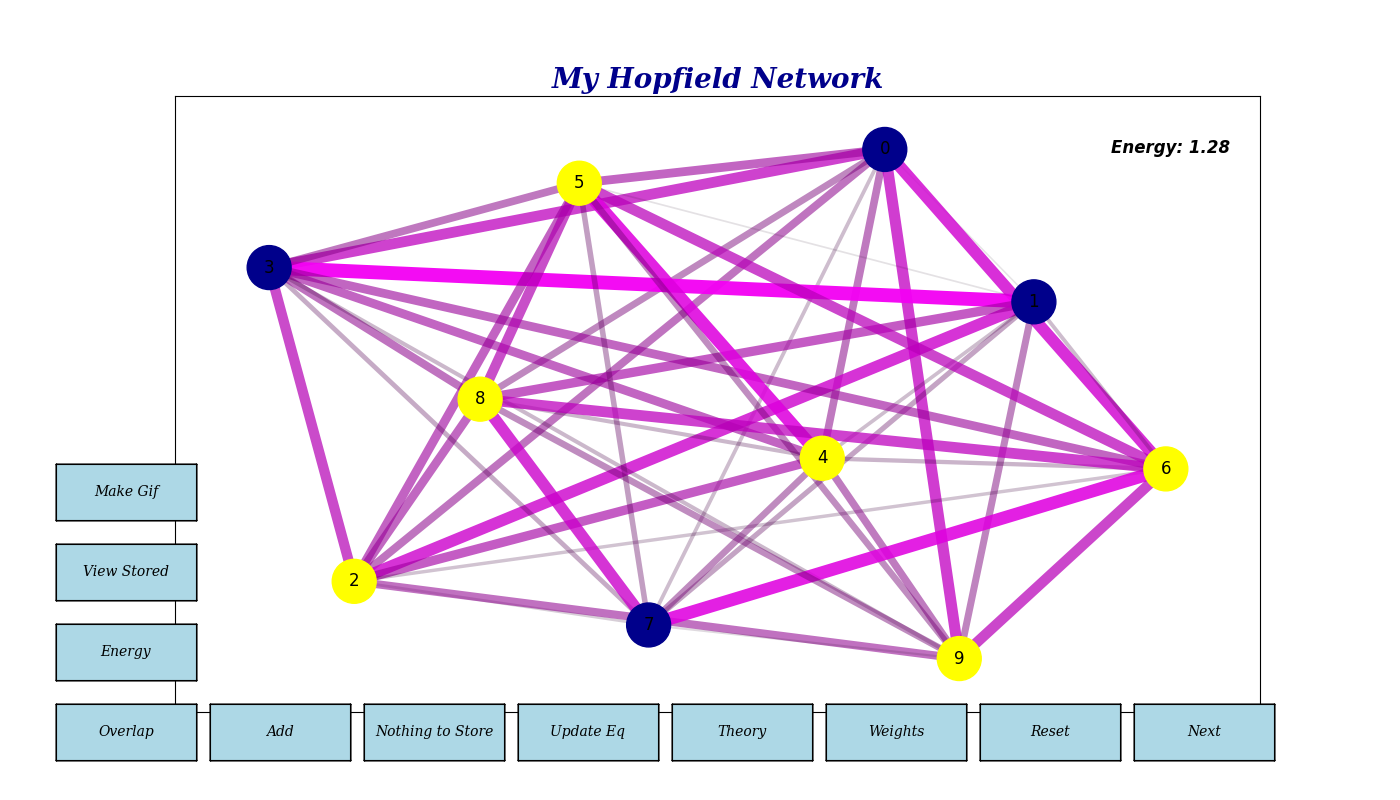 My Hopfield Network
Energy: 1.28
0
5
3
1
8
4
6
2
7
9
Make Gif
View Stored
Energy
Overlap
Add
Nothing to Store
Update Eq
Theory
Weights
Reset
Next